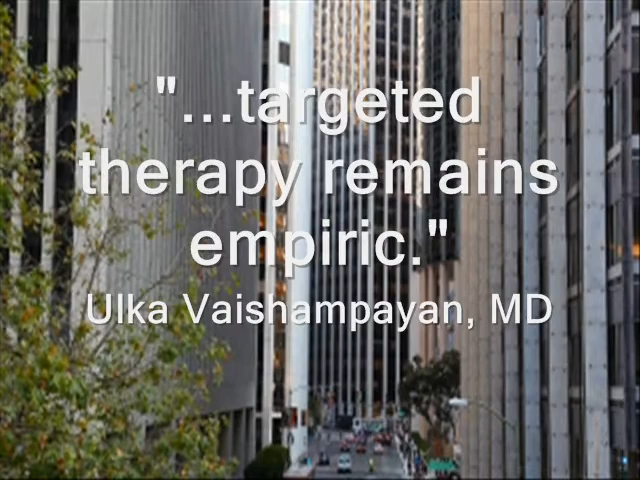 "...targeted
therapy remains
empiric."
Ulka Vaishampayan, MD